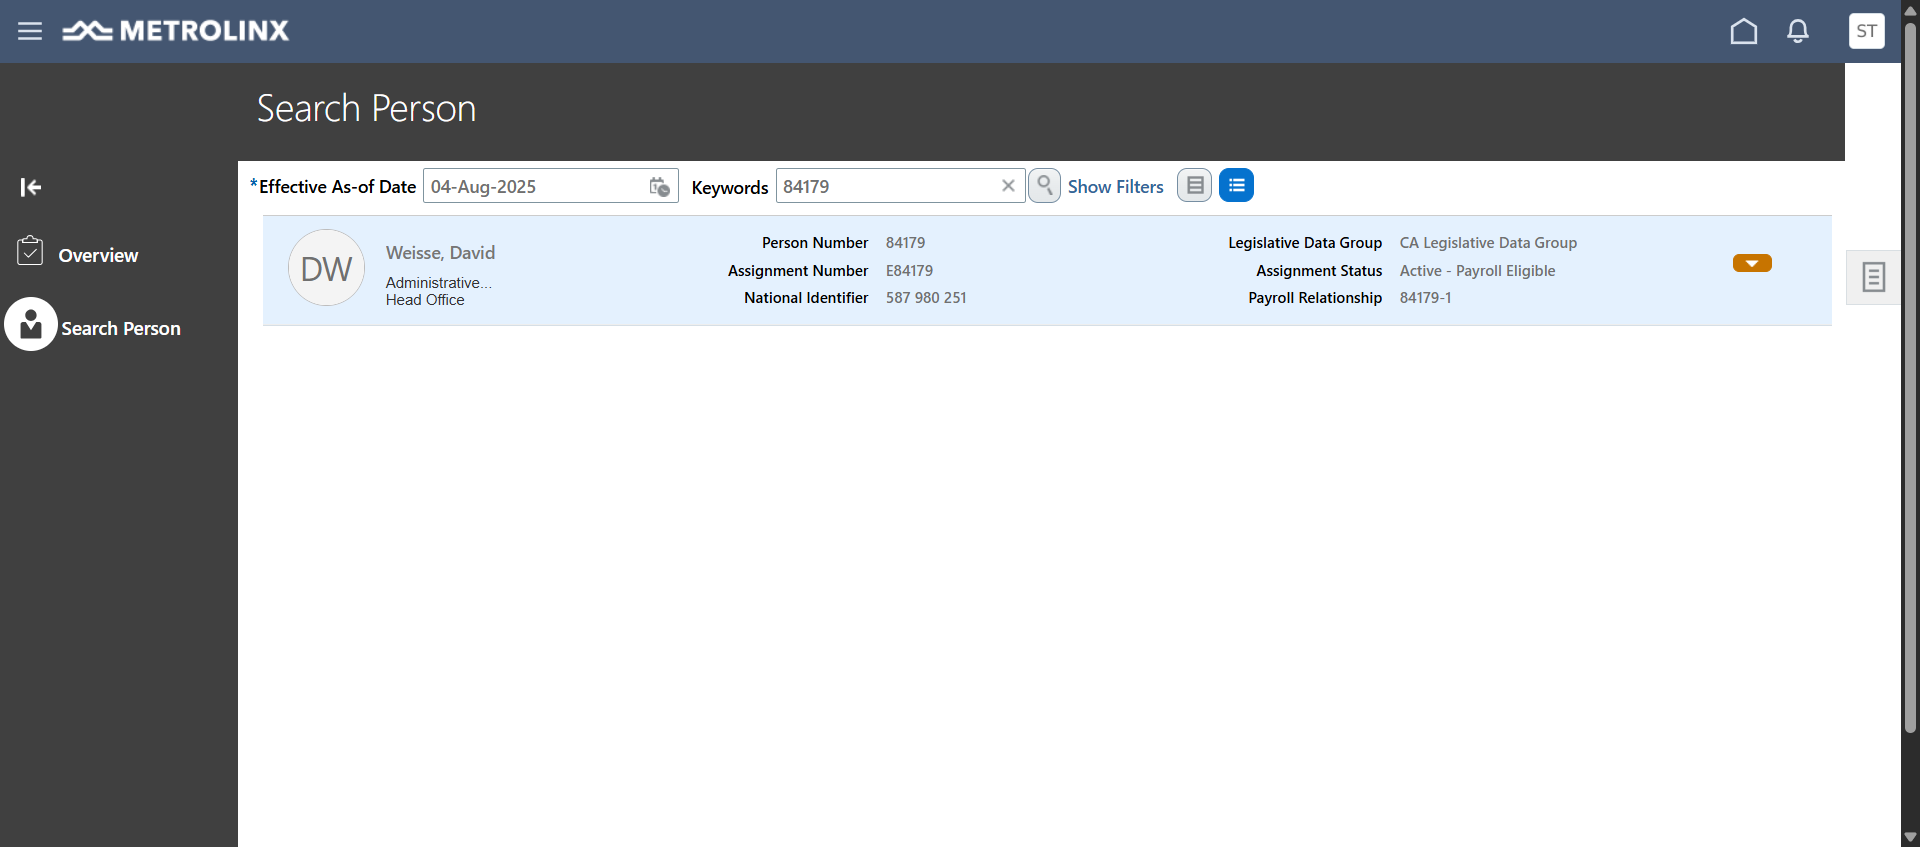 METROLINX
ST
Search Person
*Effective As-of Date 04-Aug-2025 Keywords 84179 Show Filters
Overview
Search Person
DW
Weisse, David
Administrative...
Head Office
Person Number 84179
Assignment Number E84179
National Identifier 587 980 251
Legislative Data Group CA Legislative Data Group
Assignment Status Active - Payroll Eligible
Payroll Relationship 84179-1